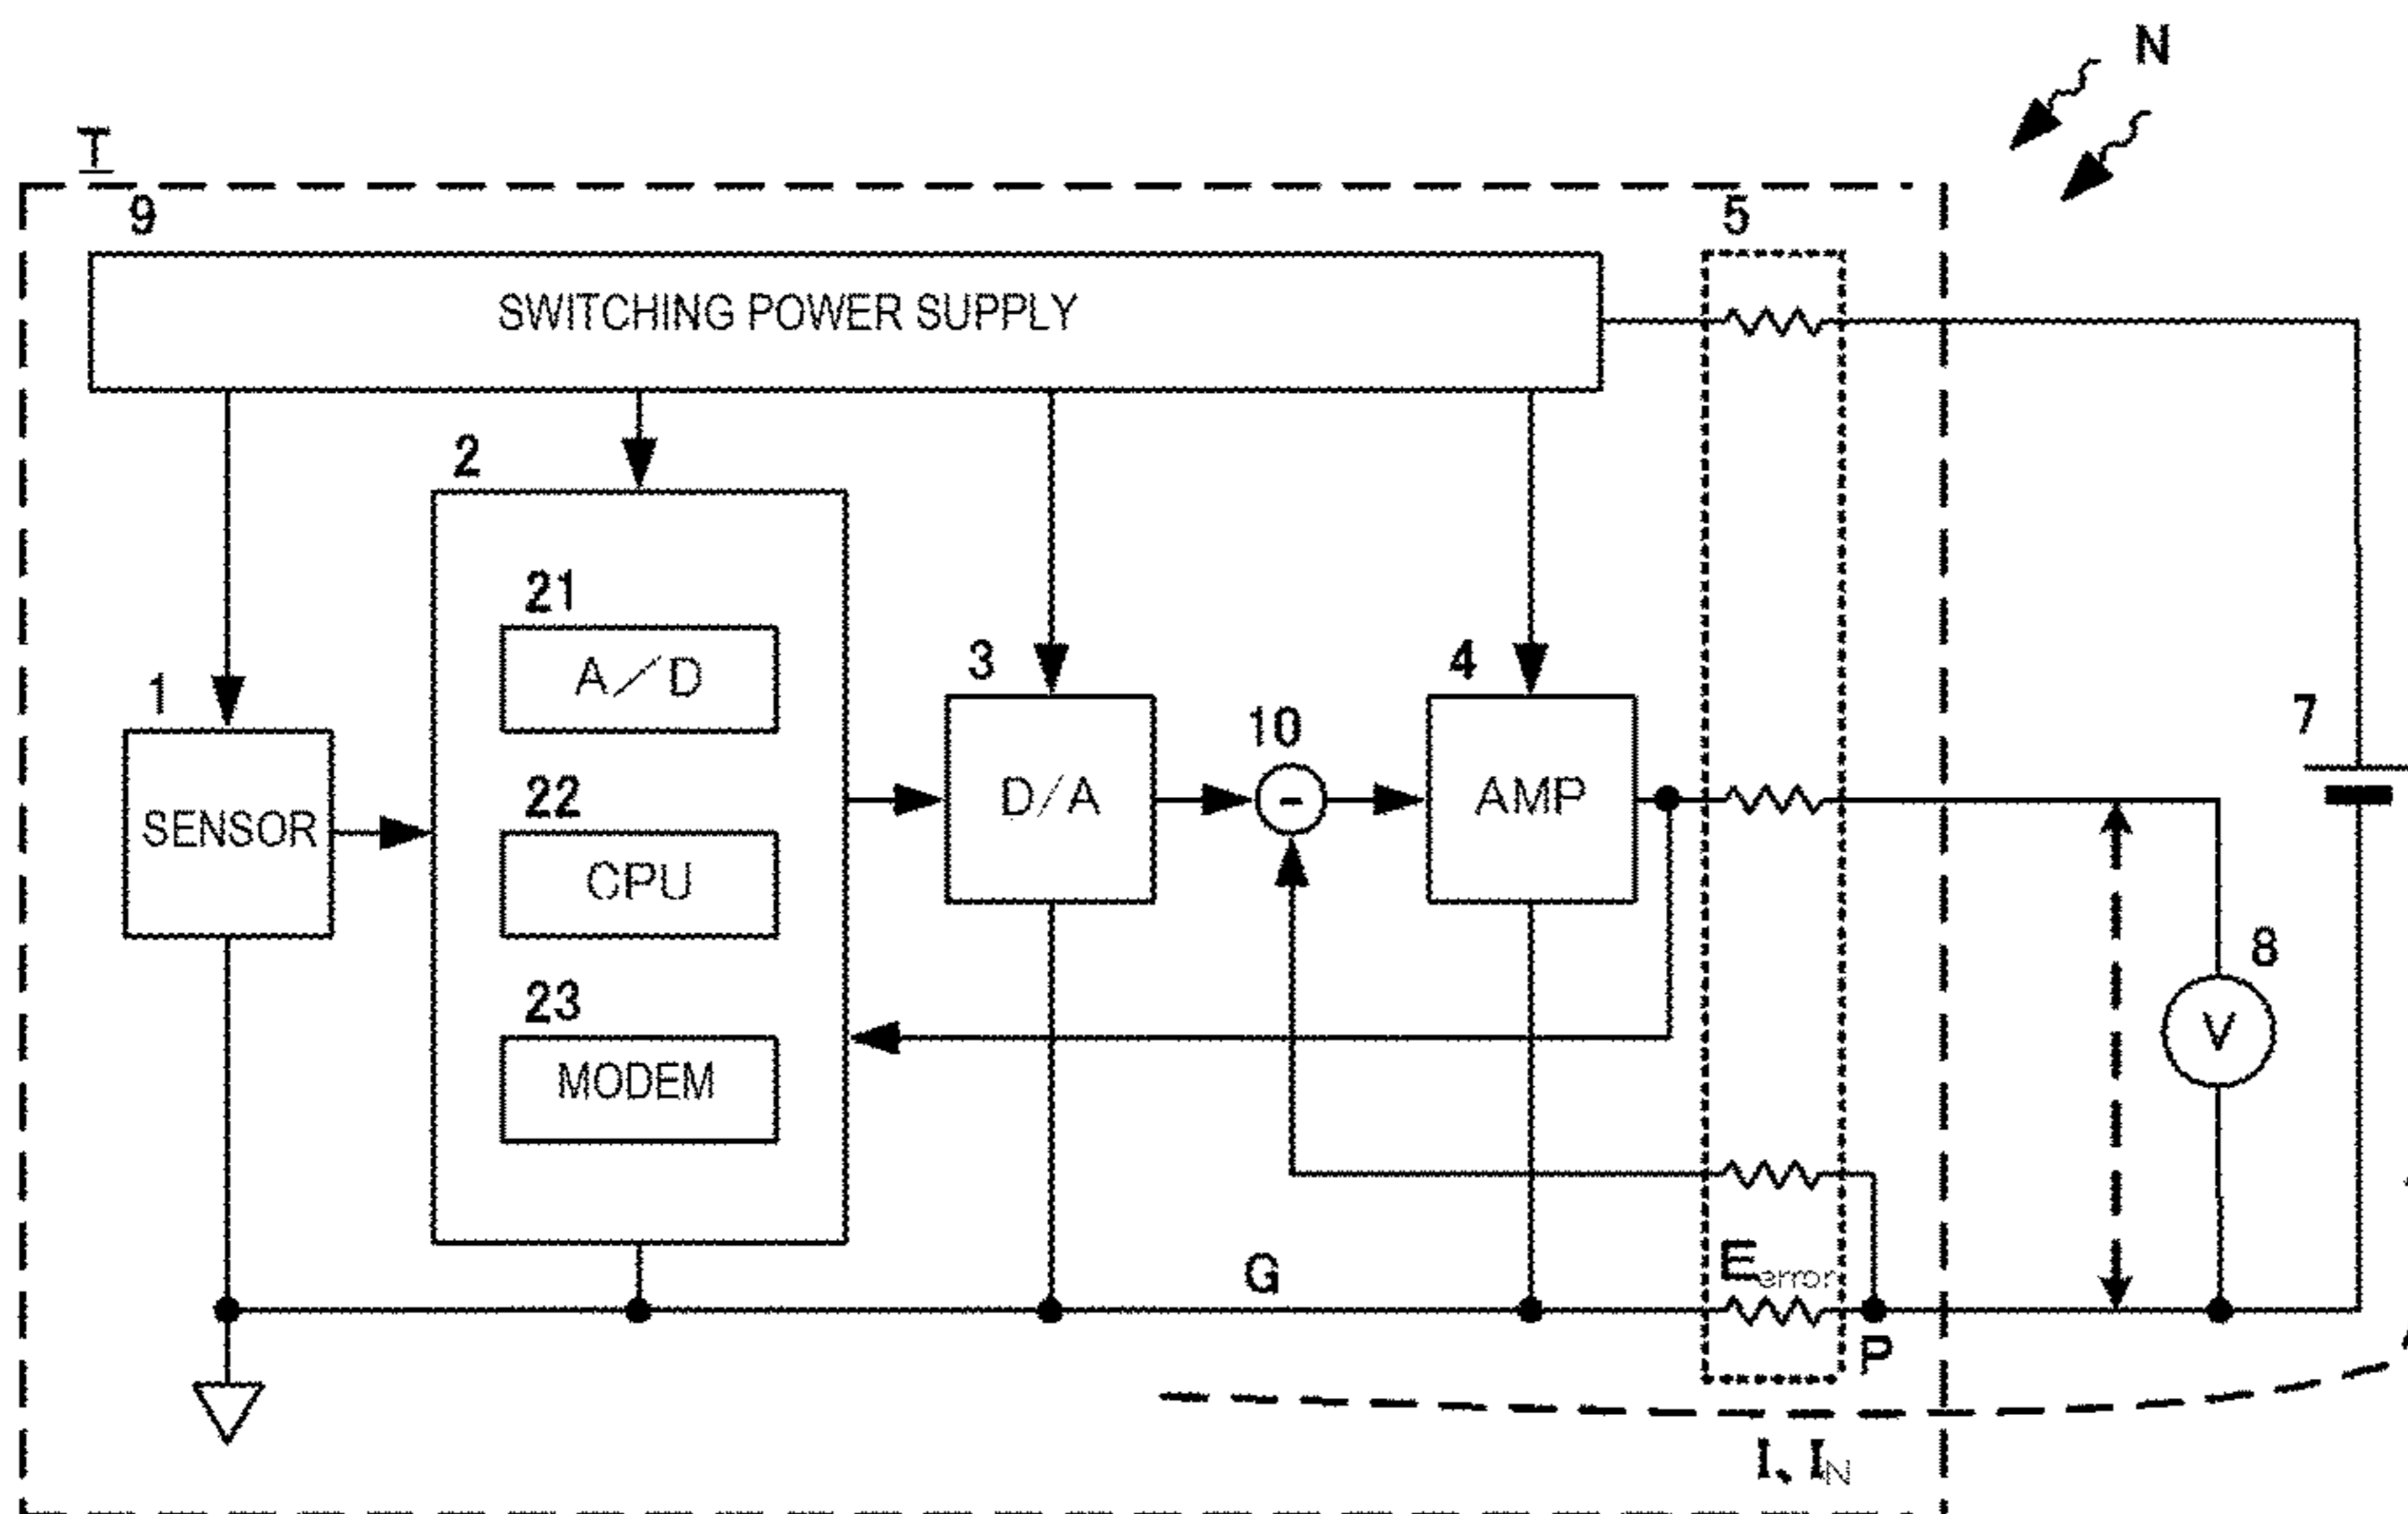 N
T
9
5
SWITCHING POWER SUPPLY
2
21
A/D
1
SENSOR
3
D/A
10
4
AMP
7
22
CPU
8
V
23
MODEM
G
Eerror
P
I、IN
-